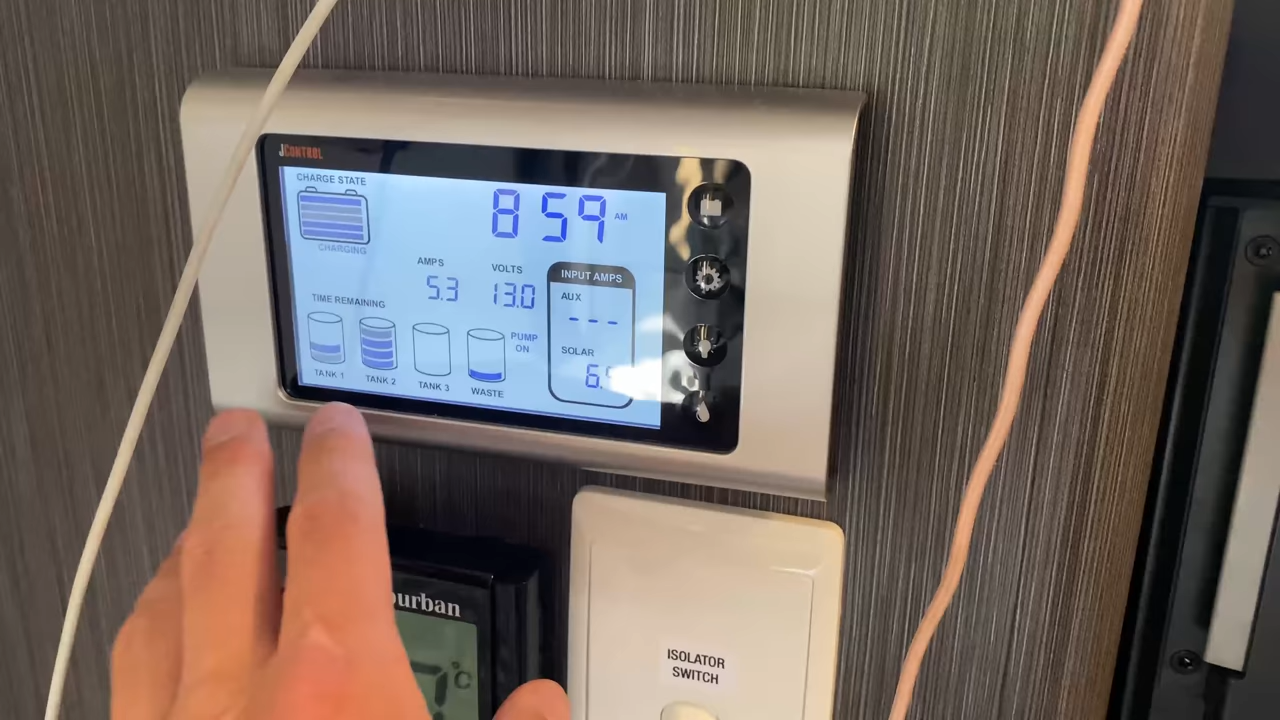 JCONTROL
CHARGE STATE
8 59 AM
CHARGING
AMPS
VOLTS
5.3
13.0
INPUT AMPS
AUX
- - -
TIME REMAINING
PUMP
ON
SOLAR
6.
TANK 1
TANK 2
TANK 3
WASTE
°C
ISOLATOR
SWITCH